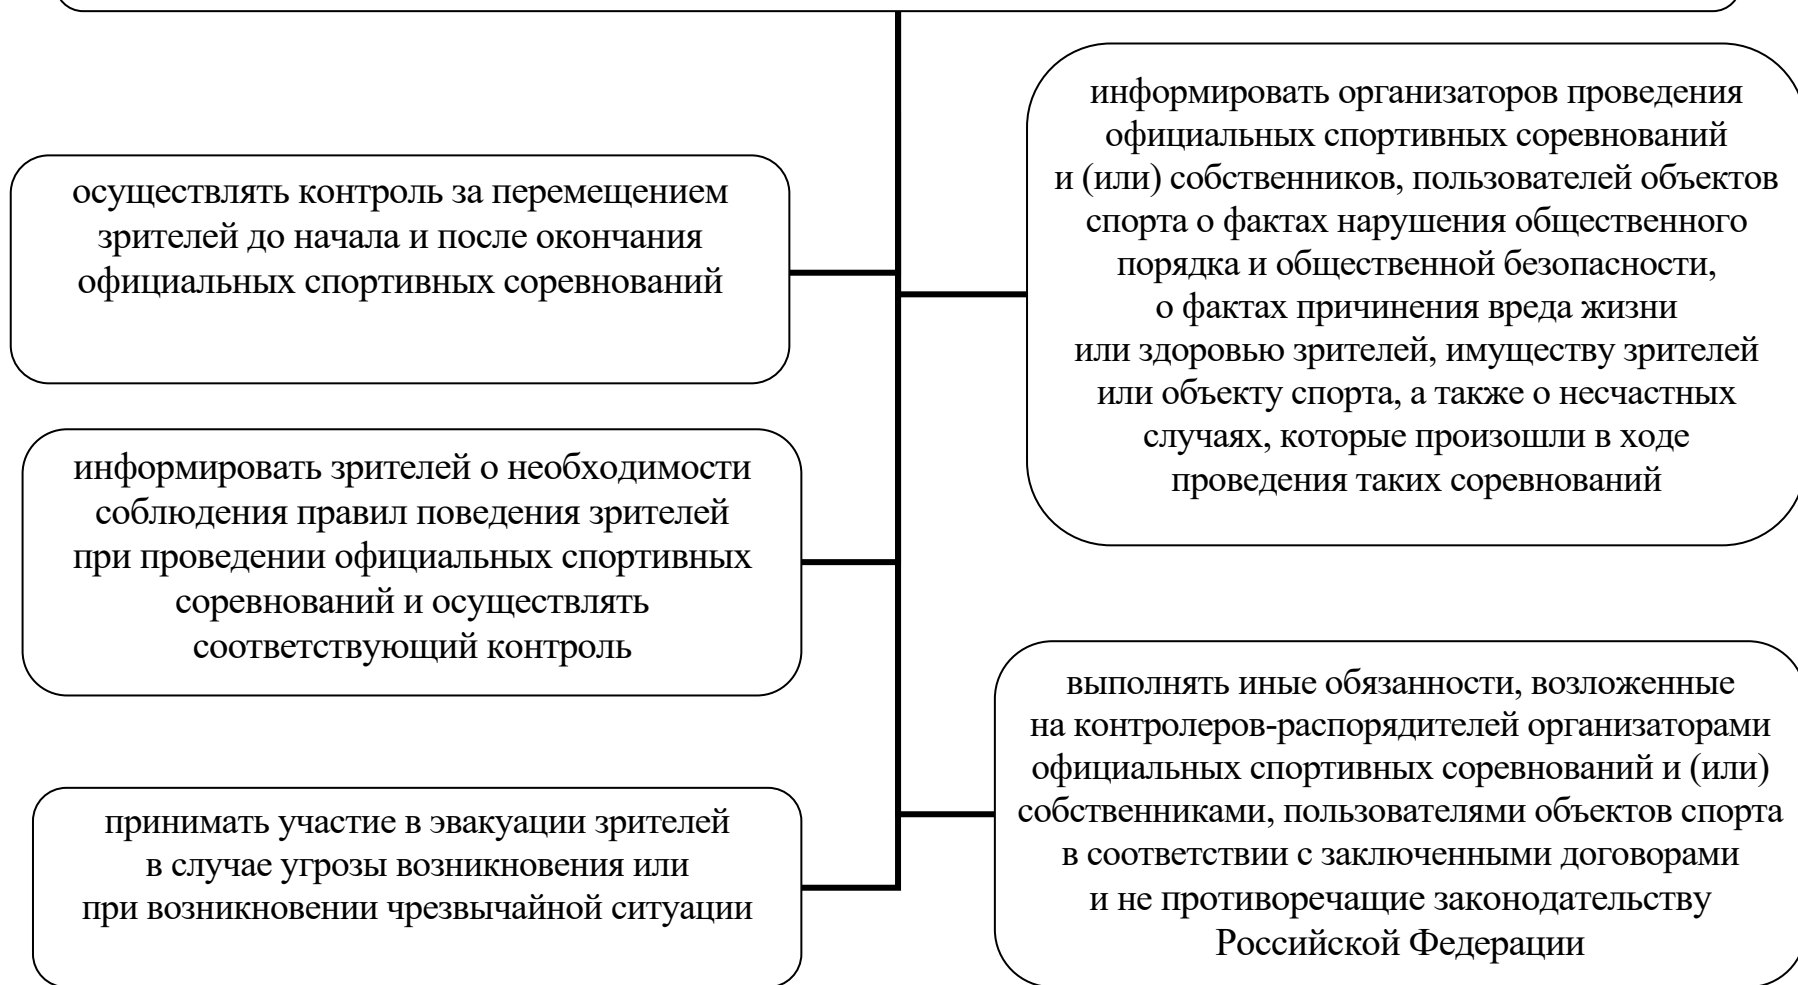 осуществлять контроль за перемещением
зрителей до начала и после окончания
официальных спортивных соревнований
информировать зрителей о необходимости
соблюдения правил поведения зрителей
при проведении официальных спортивных
соревнований и осуществлять
соответствующий контроль
принимать участие в эвакуации зрителей
в случае угрозы возникновения или
при возникновении чрезвычайной ситуации
информировать организаторов проведения
официальных спортивных соревнований
и (или) собственников, пользователей объектов
спорта о фактах нарушения общественного
порядка и общественной безопасности,
о фактах причинения вреда жизни
или здоровью зрителей, имуществу зрителей
или объекту спорта, а также о несчастных
случаях, которые произошли в ходе
проведения таких соревнований
выполнять иные обязанности, возложенные
на контролеров-распорядителей организаторами
официальных спортивных соревнований и (или)
собственниками, пользователями объектов спорта
в соответствии с заключенными договорами
и не противоречащие законодательству
Российской Федерации